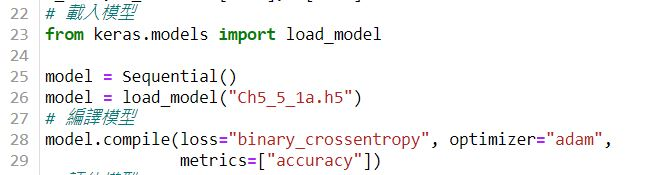 22
23 # 載入模型
from keras.models import load_model
24
25 model = Sequential()
26 model = load_model("Ch5_5_1a.h5")
27 # 編譯模型
28 model.compile(loss="binary_crossentropy", optimizer="adam",
29 metrics=["accuracy"])